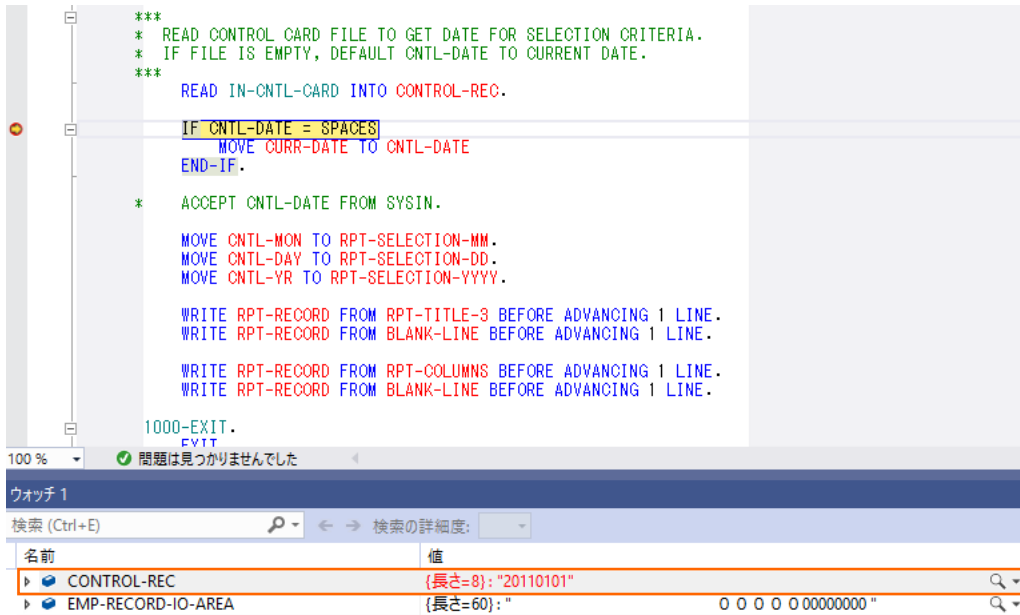 ***
* READ CONTROL CARD FILE TO GET DATE FOR SELECTION CRITERIA.
* IF FILE IS EMPTY, DEFAULT CNTL-DATE TO CURRENT DATE.
***
READ IN-CNTL-CARD INTO CONTROL-REC.
IF CNTL-DATE = SPACES
MOVE CURR-DATE TO CNTL-DATE
END-IF.
* ACCEPT CNTL-DATE FROM SYSIN.
MOVE CNTL-MON TO RPT-SELECTION-MM.
MOVE CNTL-DAY TO RPT-SELECTION-DD.
MOVE CNTL-YR TO RPT-SELECTION-YYYY.
WRITE RPT-RECORD FROM RPT-TITLE-3 BEFORE ADVANCING 1 LINE.
WRITE RPT-RECORD FROM BLANK-LINE BEFORE ADVANCING 1 LINE.
WRITE RPT-RECORD FROM RPT-COLUMNS BEFORE ADVANCING 1 LINE.
WRITE RPT-RECORD FROM BLANK-LINE BEFORE ADVANCING 1 LINE.
1000-EXIT.
EXIT
100 % 問題は見つかりませんでした
ウォッチ 1
検索 (Ctrl+E) 検索の詳細度:
名前 値
CONTROL-REC {長さ=8}: "20110101"
EMP-RECORD-IO-AREA {長さ=60}: " 0 0 0 0 0 00000000 "